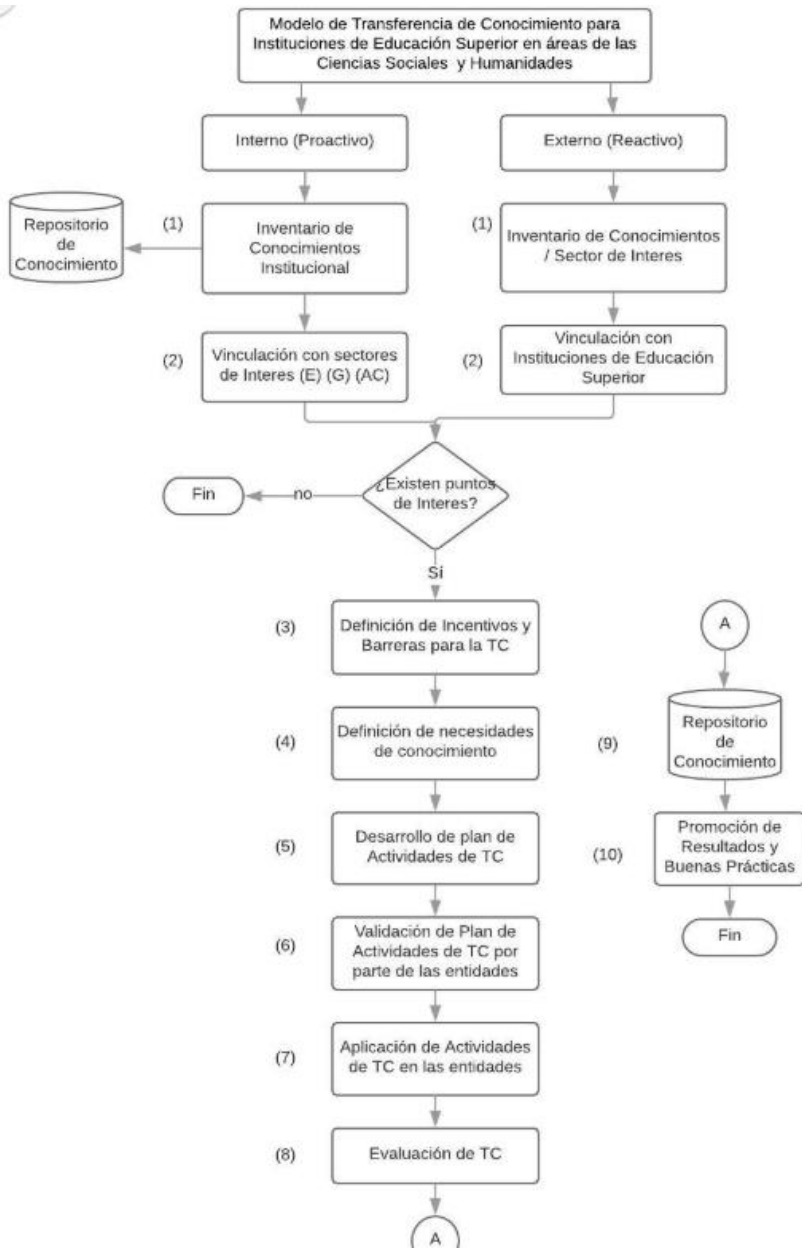 Modelo de Transferencia de Conocimiento para
Instituciones de Educación Superior en áreas de las
Ciencias Sociales y Humanidades
Interno (Proactivo)
Externo (Reactivo)
Repositorio
de
Conocimiento
(1)
Inventario de
Conocimientos
Institucional
(1)
Inventario de Conocimientos
/ Sector de Interes
(2)
Vinculación con sectores
de Interes (E) (G) (AC)
(2)
Vinculación con
Instituciones de Educación
Superior
¿Existen puntos
de Interes?
no
Fin
Sí
(3)
Definición de Incentivos y
Barreras para la TC
(4)
Definición de necesidades
de conocimiento
(5)
Desarrollo de plan de
Actividades de TC
(6)
Validación de Plan de
Actividades de TC por
parte de las entidades
(7)
Aplicación de Actividades
de TC en las entidades
(8)
Evaluación de TC
A
A
(9)
Repositorio
de
Conocimiento
(10)
Promoción de
Resultados y
Buenas Prácticas
Fin